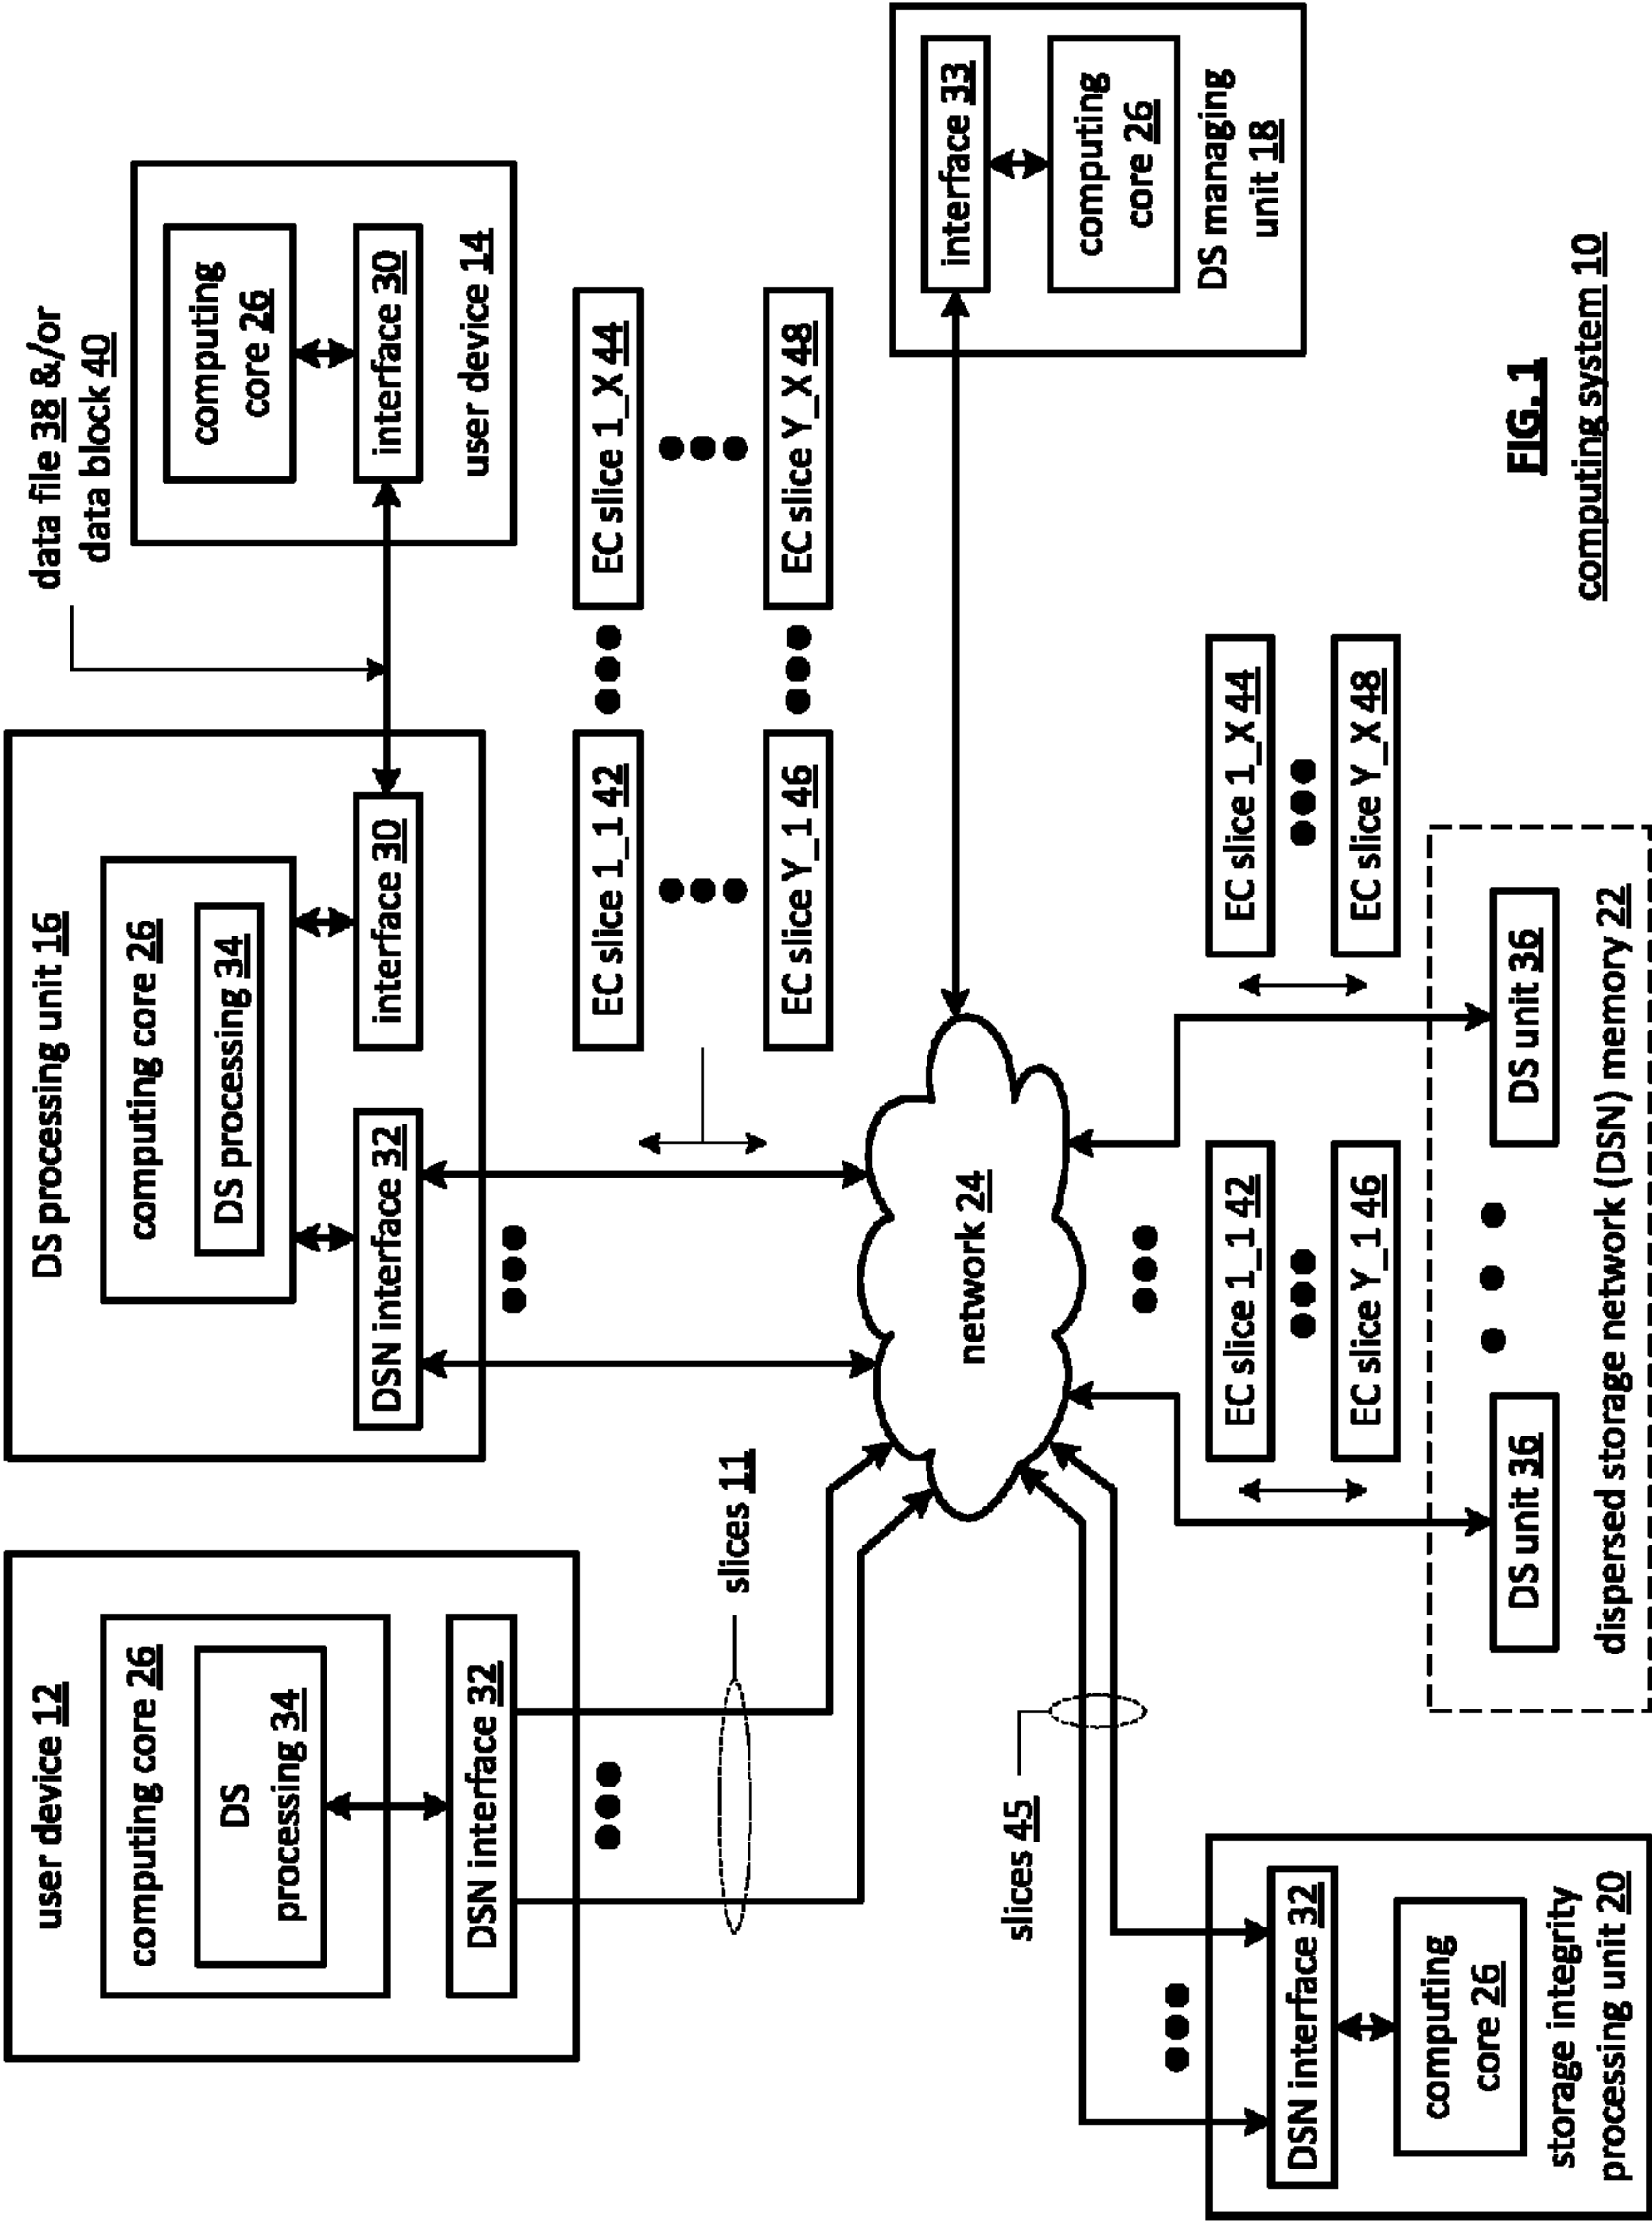 user device 12
computing core 26
DS
processing 34
DSN interface 32
slices 11
DS processing unit 16
computing core 26
DS processing 34
DSN interface 32
interface 30
data file 38 &/or
data block 40
computing
core 26
interface 30
user device 14
EC slice 1_1 42
EC slice 1_X 44
EC slice Y_1 46
EC slice Y_X 48
network 24
interface 33
computing
core 26
DS managing
unit 18
slices 45
DSN interface 32
computing
core 26
storage integrity
processing unit 20
EC slice 1_1 42
EC slice Y_1 46
EC slice 1_X 44
EC slice Y_X 48
DS unit 36
DS unit 36
dispersed storage network (DSN) memory 22
FIG. 1
computing system 10